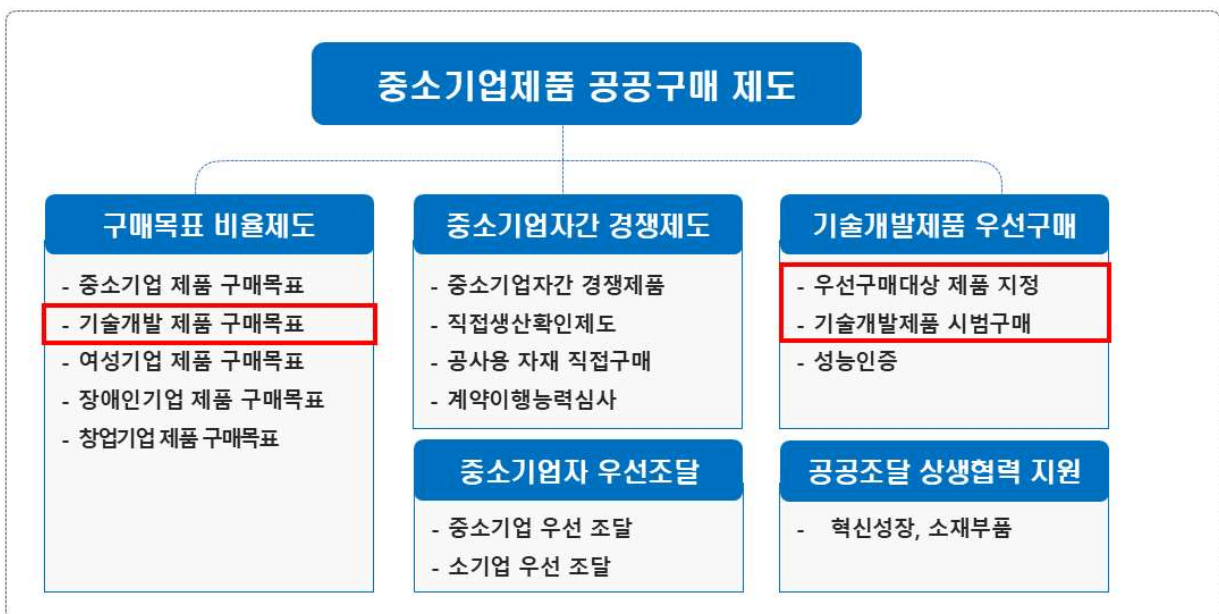 중소기업제품 공공구매 제도
구매목표 비율제도
- 중소기업 제품 구매목표
- 기술개발 제품 구매목표
- 여성기업 제품 구매목표
- 장애인기업 제품 구매목표
- 창업기업 제품 구매목표
중소기업자간 경쟁제도
- 중소기업자간 경쟁제품
- 직접생산확인제도
- 공사용 자재 직접구매
- 계약이행능력심사
기술개발제품 우선구매
- 우선구매대상 제품 지정
- 기술개발제품 시범구매
- 성능인증
중소기업자 우선조달
- 중소기업 우선 조달
- 소기업 우선 조달
공공조달 상생협력 지원
- 혁신성장, 소재부품